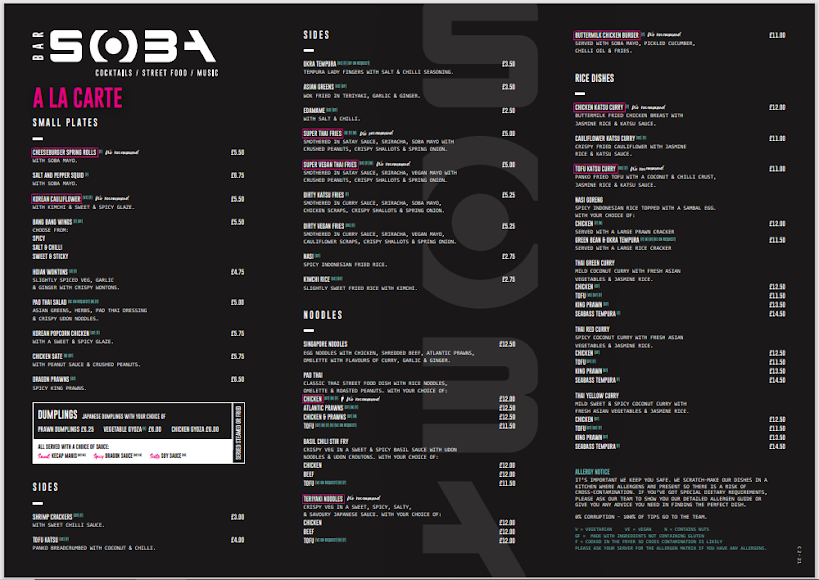 BAR SOBA
COCKTAILS / STREET FOOD / MUSIC
A LA CARTE
SMALL PLATES
CHEESEBURGER SPRING ROLLS We recommend £5.50
WITH SOBA MAYO.
SALT AND PEPPER SQUID £6.75
WITH SOBA MAYO.
KOREAN CAULIFLOWER We recommend £5.50
WITH KIMCHI & SWEET & SPICY GLAZE.
BANG BANG WINGS £5.50
CHOOSE FROM:
SPICY
SALT & CHILLI
SWEET & STICKY
HOIAN WONTONS £4.75
SLIGHTLY SPICED VEG, GARLIC
& GINGER WITH CRISPY WONTONS.
PAD THAI SALAD £5.00
ASIAN GREENS, HERBS, PAD THAI DRESSING
& CRISPY UDON NOODLES.
KOREAN POPCORN CHICKEN £5.75
WITH A SWEET & SPICY GLAZE.
CHICKEN SATE £5.75
WITH PEANUT SAUCE & CRUSHED PEANUTS.
DRAGON PRAWNS £6.50
SPICY KING PRAWNS.
DUMPLINGS JAPANESE DUMPLINGS WITH YOUR CHOICE OF
PRAWN DUMPLINGS £6.25 VEGETABLE GYOZA £6.00 CHICKEN GYOZA £6.00
ALL SERVED WITH A CHOICE OF SAUCE:
Sweet KECAP MANIS Spicy DRAGON SAUCE Salty SOY SAUCE
SERVED STEAMED OR FRIED
SIDES
SHRIMP CRACKERS £3.00
WITH SWEET CHILLI SAUCE.
TOFU KATSU £4.00
PANKO BREADCRUMBED WITH COCONUT & CHILLI.
SIDES
OKRA TEMPURA £3.50
TEMPURA LADY FINGERS WITH SALT & CHILLI SEASONING.
ASIAN GREENS £3.50
WOK FRIED IN TERIYAKI, GARLIC & GINGER.
EDAMAME £2.50
WITH SALT & CHILLI.
SUPER THAI FRIES We recommend £5.00
SMOTHERED IN SATAY SAUCE, SRIRACHA, SOBA MAYO WITH
CRUSHED PEANUTS, CRISPY SHALLOTS & SPRING ONION.
SUPER VEGAN THAI FRIES We recommend £5.00
SMOTHERED IN SATAY SAUCE, SRIRACHA, VEGAN MAYO WITH
CRUSHED PEANUTS, CRISPY SHALLOTS & SPRING ONION.
DIRTY KATSU FRIES £5.25
SMOTHERED IN CURRY SAUCE, SRIRACHA, SOBA MAYO,
CHICKEN SCRAPS, CRISPY SHALLOTS & SPRING ONION.
DIRTY VEGAN FRIES £5.25
SMOTHERED IN CURRY SAUCE, SRIRACHA, VEGAN MAYO,
CAULIFLOWER SCRAPS, CRISPY SHALLOTS & SPRING ONION.
NASI £2.75
SPICY INDONESIAN FRIED RICE.
KIMCHI RICE £2.75
SLIGHTLY SWEET FRIED RICE WITH KIMCHI.
NOODLES
SINGAPORE NOODLES £12.50
EGG NOODLES WITH CHICKEN, SHREDDED BEEF, ATLANTIC PRAWNS,
OMELETTE WITH FLAVOURS OF CURRY, GARLIC & GINGER.
PAD THAI
CLASSIC THAI STREET FOOD DISH WITH RICE NOODLES,
OMELETTE & ROASTED PEANUTS. WITH YOUR CHOICE OF:
CHICKEN We recommend £12.00
ATLANTIC PRAWNS £12.50
CHICKEN & PRAWNS £12.50
TOFU £11.50
BASIL CHILLI STIR FRY
CRISPY VEG IN A SWEET & SPICY BASIL SAUCE WITH UDON
NOODLES & UDON CROUTONS. WITH YOUR CHOICE OF:
CHICKEN £12.00
BEEF £12.00
TOFU £11.50
TERIYAKI NOODLES We recommend
CRISPY VEG IN A SWEET, SPICY, SALTY,
& SAVOURY JAPANESE SAUCE. WITH YOUR CHOICE OF:
CHICKEN £12.00
BEEF £12.00
TOFU £12.00
BUTTERMILK CHICKEN BURGER We recommend £11.00
SERVED WITH SOBA MAYO, PICKLED CUCUMBER,
CHILLI OIL & FRIES.
RICE DISHES
CHICKEN KATSU CURRY We recommend £12.00
BUTTERMILK FRIED CHICKEN BREAST WITH
JASMINE RICE & KATSU SAUCE.
CAULIFLOWER KATSU CURRY £11.00
CRISPY FRIED CAULIFLOWER WITH JASMINE
RICE & KATSU SAUCE.
TOFU KATSU CURRY We recommend £11.00
PANKO FRIED TOFU WITH A COCONUT & CHILLI CRUST,
JASMINE RICE & KATSU SAUCE.
NASI GORENG
SPICY INDONESIAN RICE TOPPED WITH A SAMBAL EGG.
WITH YOUR CHOICE OF:
CHICKEN £12.00
SERVED WITH A LARGE PRAWN CRACKER
GREEN BEAN & OKRA TEMPURA £11.50
SERVED WITH A LARGE RICE CRACKER
THAI GREEN CURRY
MILD COCONUT CURRY WITH FRESH ASIAN
VEGETABLES & JASMINE RICE.
CHICKEN £12.50
TOFU £11.50
KING PRAWN £13.50
SEABASS TEMPURA £14.50
THAI RED CURRY
SPICY COCONUT CURRY WITH FRESH ASIAN
VEGETABLES & JASMINE RICE.
CHICKEN £12.50
TOFU £11.50
KING PRAWN £13.50
SEABASS TEMPURA £14.50
THAI YELLOW CURRY
MILD SWEET & SPICY COCONUT CURRY WITH
FRESH ASIAN VEGETABLES & JASMINE RICE.
CHICKEN £12.50
TOFU £11.50
KING PRAWN £13.50
SEABASS TEMPURA £14.50
ALLERGY NOTICE
IT'S IMPORTANT WE KEEP YOU SAFE. WE SCRATCH-MAKE OUR DISHES IN A
KITCHEN WHERE ALLERGENS ARE PRESENT SO THERE IS A RISK OF
CROSS-CONTAMINATION. IF YOU'VE GOT SPECIAL DIETARY REQUIREMENTS,
PLEASE ASK OUR TEAM TO SHOW YOU OUR DETAILED ALLERGEN GUIDE OR
GIVE YOU ANY ADVICE YOU NEED IN FINDING THE PERFECT DISH.
0% CORRUPTION - 100% OF TIPS GO TO THE TEAM.
V = VEGETARIAN VE = VEGAN N = CONTAINS NUTS
GF = MADE WITH INGREDIENTS NOT CONTAINING GLUTEN
F = COOKED IN THE FRYER SO CROSS CONTAMINATION IS LIKELY
PLEASE ASK YOUR SERVER FOR THE ALLERGEN MATRIX IF YOU HAVE ANY ALLERGENS.